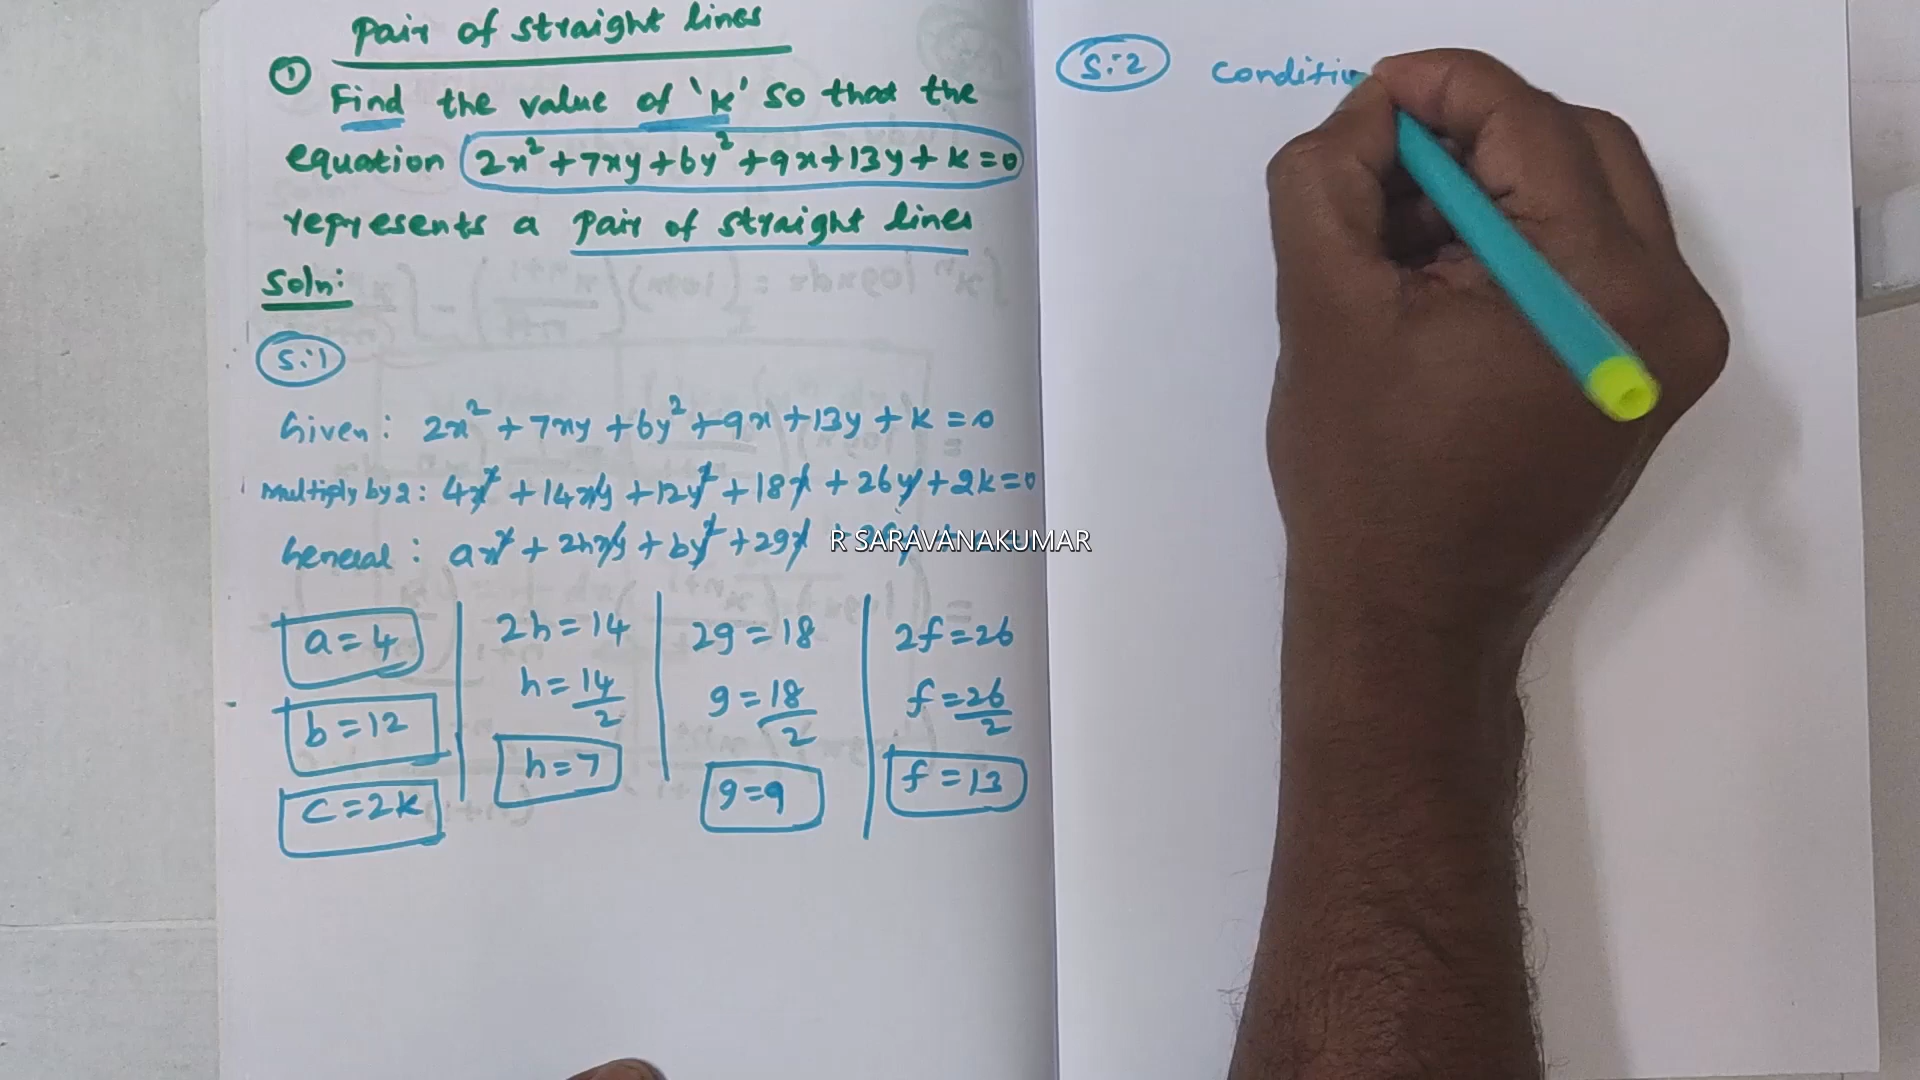 Pair of straight lines
① Find the value of 'k' so that the
equation 2x² + 7xy + 6y² + 9x + 13y + k = 0
represents a pair of straight lines
Soln:
S:1
Given: 2x² + 7xy + 6y² + 9x + 13y + k = 0
Multiply by 2: 4x² + 14xy + 12y² + 18x + 26y + 2k = 0
General: ax² + 2hxy + by² + 2gx +
R SARAVANAKUMAR
a = 4
b = 12
c = 2k
2h = 14
h = 14/2
h = 7
2g = 18
g = 18/2
g = 9
2f = 26
f = 26/2
f = 13
S:2